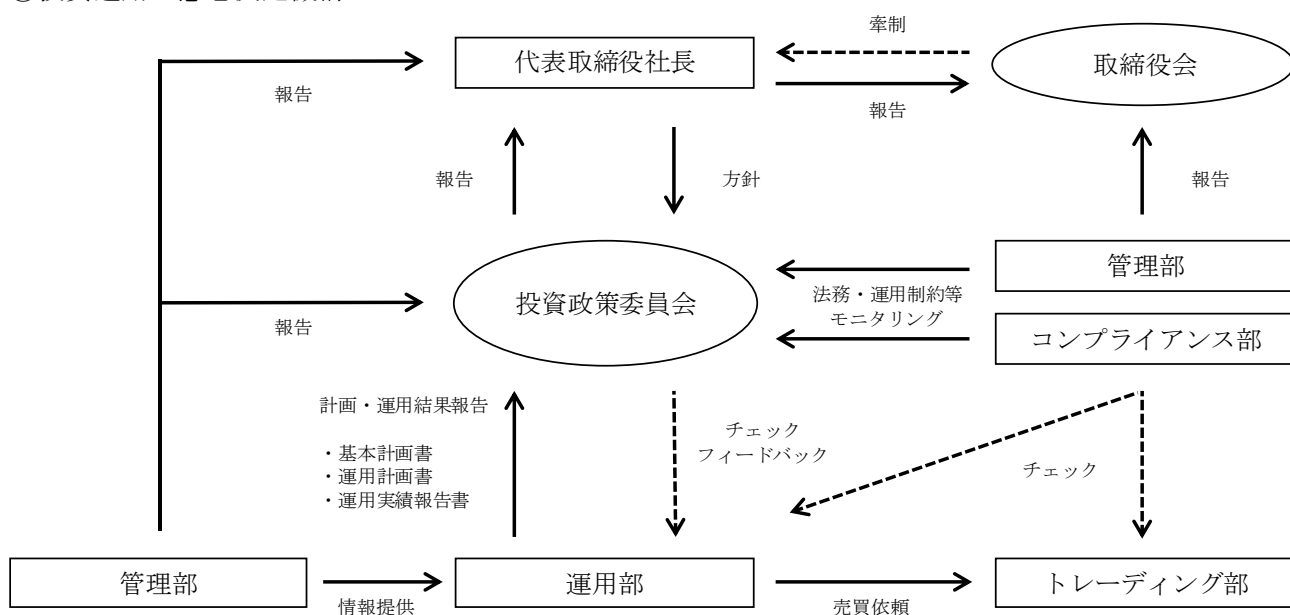 牽制
代表取締役社長
取締役会
報告
報告
報告
方針
報告
管理部
投資政策委員会
法務・運用制約等
モニタリング
報告
コンプライアンス部
計画・運用結果報告
・基本計画書
・運用計画書
・運用実績報告書
チェック
フィードバック
チェック
管理部
運用部
トレーディング部
情報提供
売買依頼